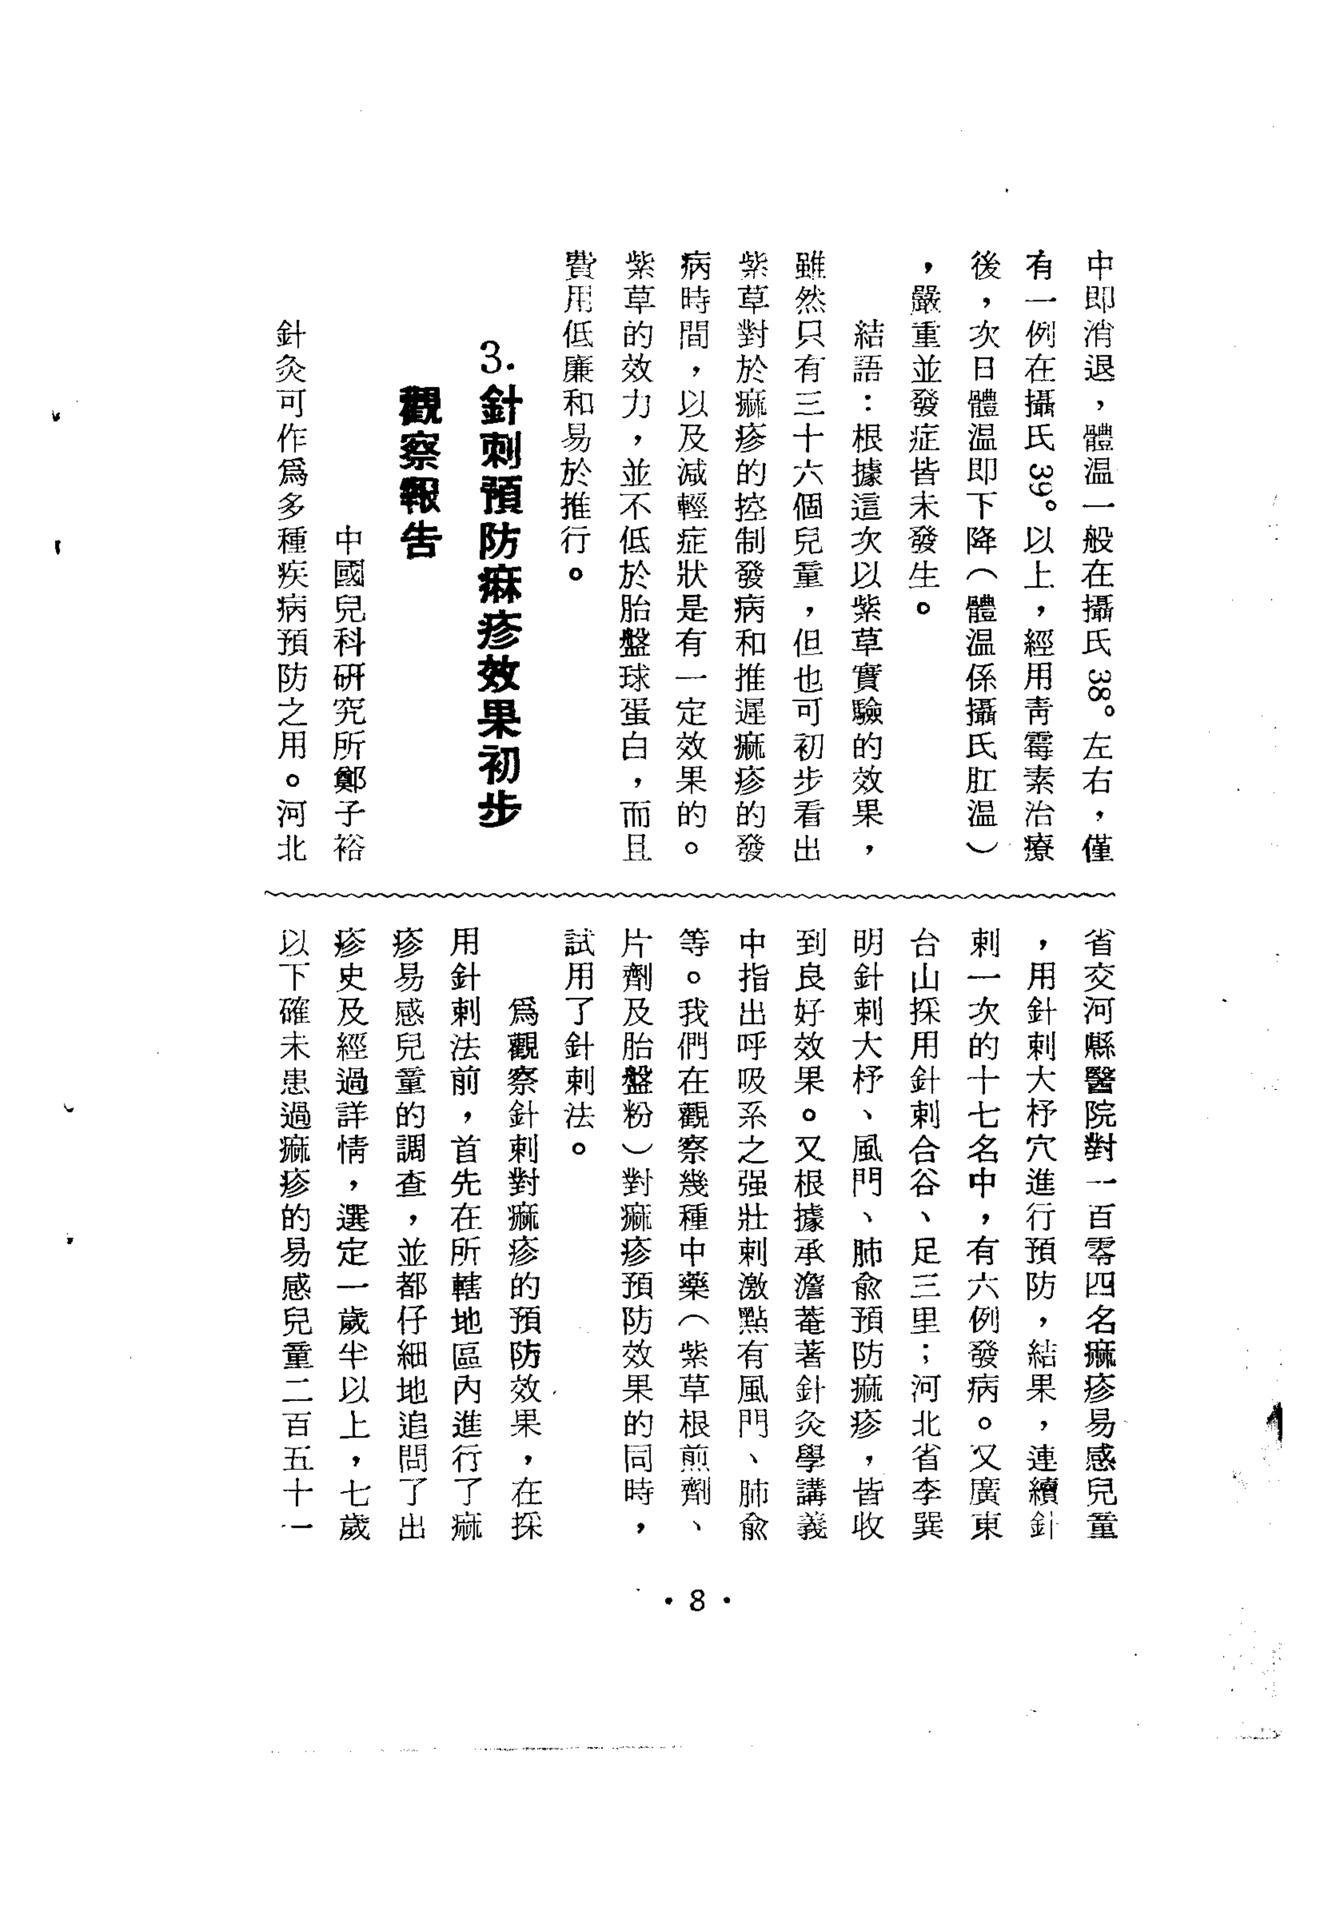 中即消退，體温一般在攝氏38°左右，僅
有一例在攝氏39°以上，經用青霉素治療
後，次日體温即下降（體温係攝氏肛温）
，嚴重並發症皆未發生。
結語：根據這次以紫草實驗的效果，
雖然只有三十六個兒童，但也可初步看出
紫草對於痲疹的控制發病和推遲痲疹的發
病時間，以及減輕症狀是有一定效果的。
紫草的效力，並不低於胎盤球蛋白，而且
費用低廉和易於推行。
3.針刺預防痳疹效果初步
觀察報告
中國兒科研究所鄭子裕
針灸可作爲多種疾病預防之用。河北
省交河縣醫院對一百零四名痲疹易感兒童
，用針刺大杼穴進行預防，結果，連續針
刺一次的十七名中，有六例發病。又廣東
台山採用針刺合谷、足三里；河北省李巽
明針刺大杼、風門、肺俞預防痲疹，皆收
到良好效果。又根據承澹菴著針灸學講義
中指出呼吸系之强壯刺激點有風門、肺俞
等。我們在觀察幾種中藥（紫草根煎劑、
片劑及胎盤粉）對痲疹預防效果的同時，
試用了針刺法。
爲觀察針刺對痲疹的預防效果，在採
用針刺法前，首先在所轄地區內進行了痲
疹易感兒童的調查，並都仔細地追問了出
疹史及經過詳情，選定一歲半以上，七歲
以下確未患過痲疹的易感兒童二百五十一
• 8 •